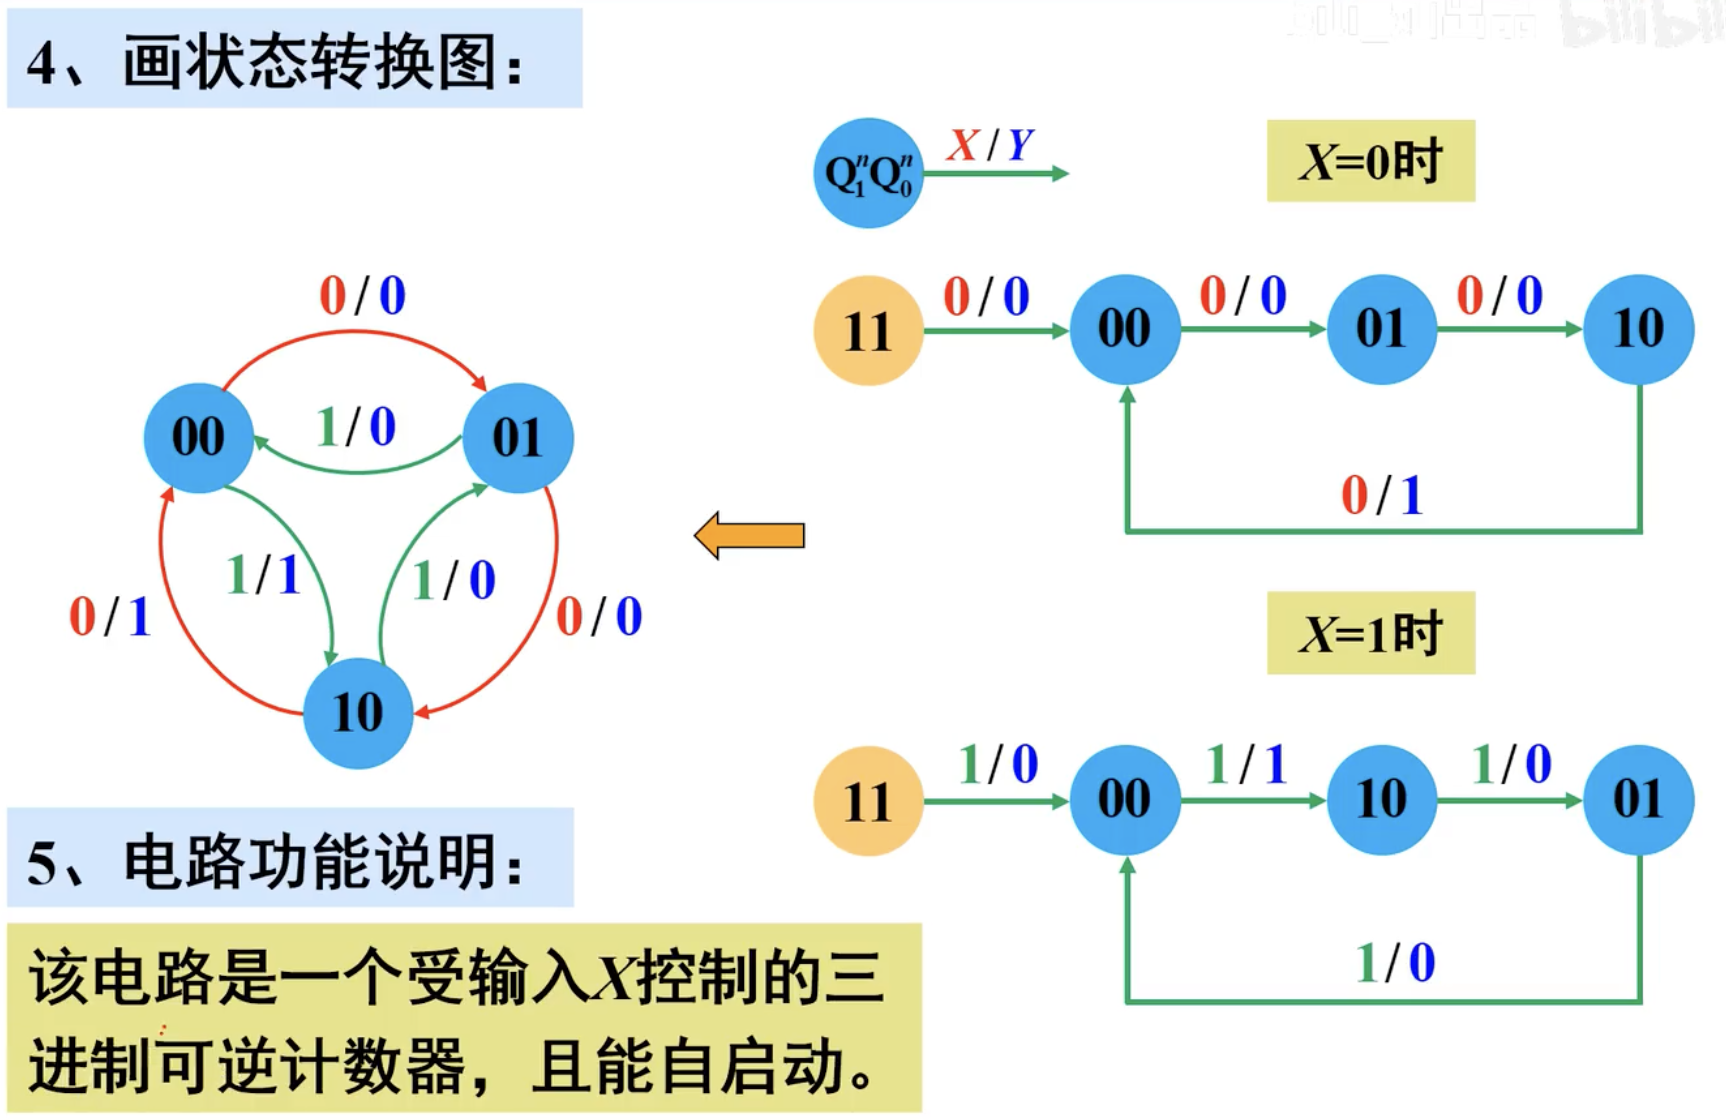 4、画状态转换图：
Q₁ⁿQ₀ⁿ X/Y
X=0时
11 0/0 00 0/0 01 0/0 10
0/1
0/0
00 1/0 01
1/1 1/0
0/1 0/0
10
X=1时
11 1/0 00 1/1 10 1/0 01
1/0
5、电路功能说明：
该电路是一个受输入X控制的三
进制可逆计数器，且能自启动。